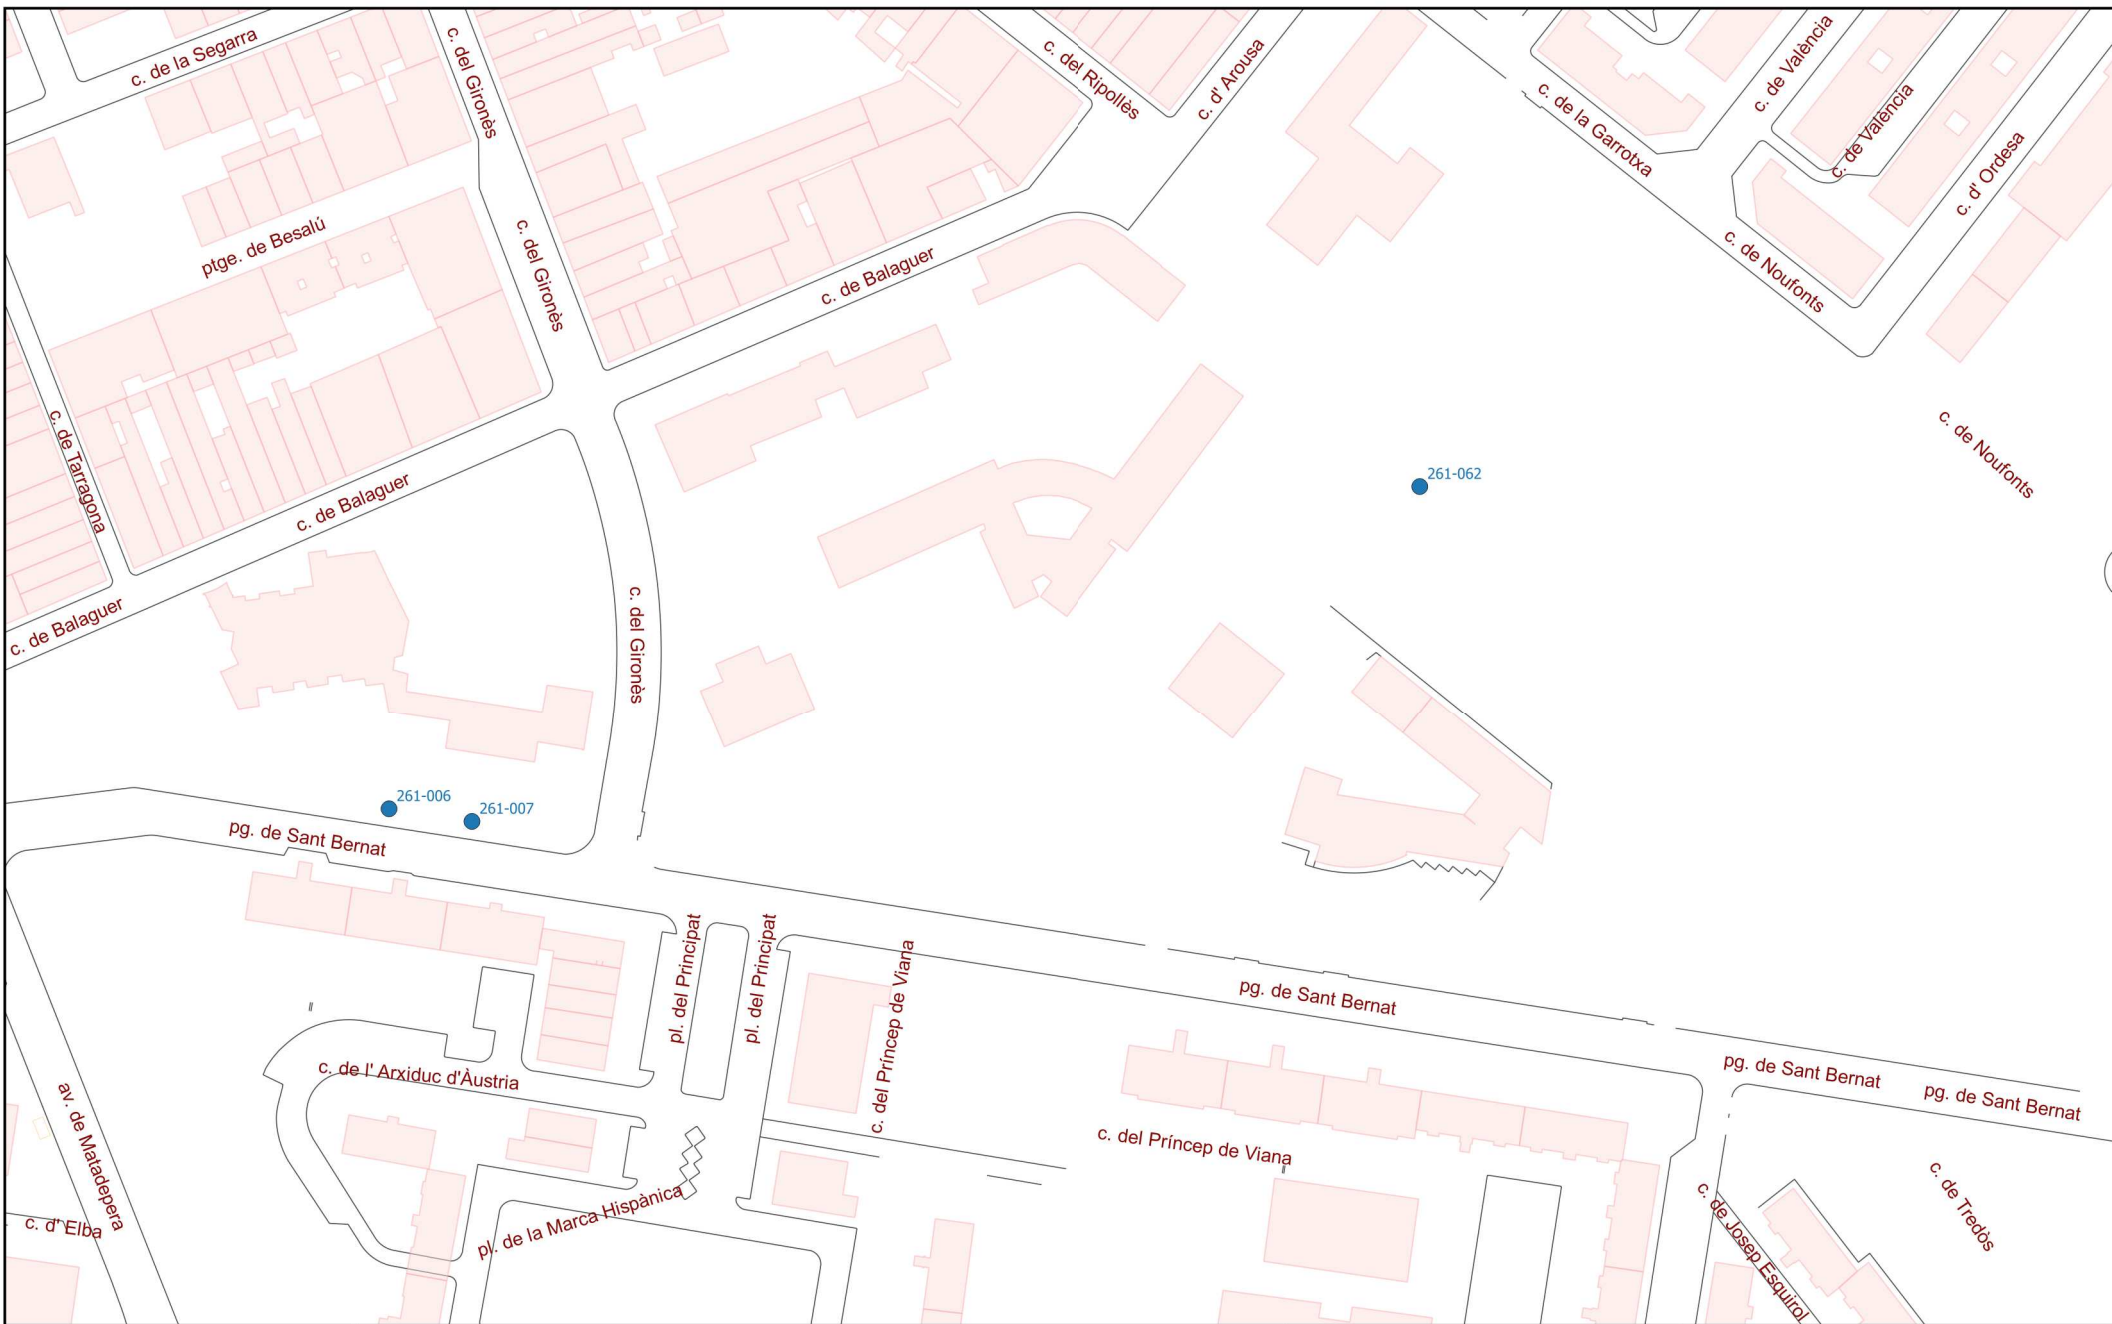 c. de la Segarra
c. del Gironès
c. del Ripollès
c. d' Arousa
c. de València
c. de la Garrotxa
c. de València
c. d' Ordesa
ptge. de Besalú
c. del Gironès
c. de Balaguer
c. de Noufonts
c. de Tarragona
c. de Balaguer
261-062
c. de Noufonts
c. de Balaguer
c. del Gironès
261-006
261-007
pg. de Sant Bernat
pl. del Principat
pl. del Principat
c. del Príncep de Viana
pg. de Sant Bernat
c. de l' Arxiduc d'Àustria
pg. de Sant Bernat
pg. de Sant Bernat
av. de Matadepera
c. del Príncep de Viana
c. d' Elba
pl. de la Marca Hispànica
c. de Josep Esquirol
c. de Tredòs